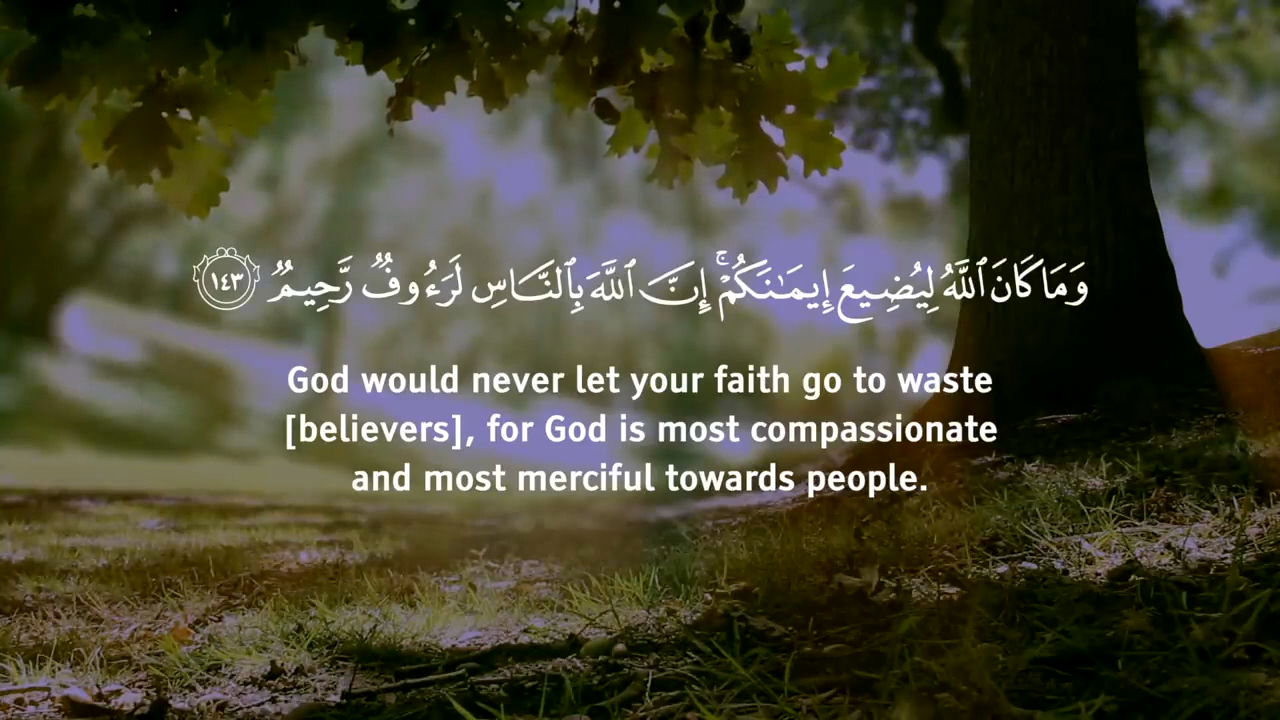 وَمَا كَانَ ٱللَّهُ لِيُضِيعَ إِيمَـٰنَكُمْ ۚ إِنَّ ٱللَّهَ بِٱلنَّاسِ لَرَءُوفٌ رَّحِيمٌ ١٤٣
God would never let your faith go to waste
[believers], for God is most compassionate
and most merciful towards people.